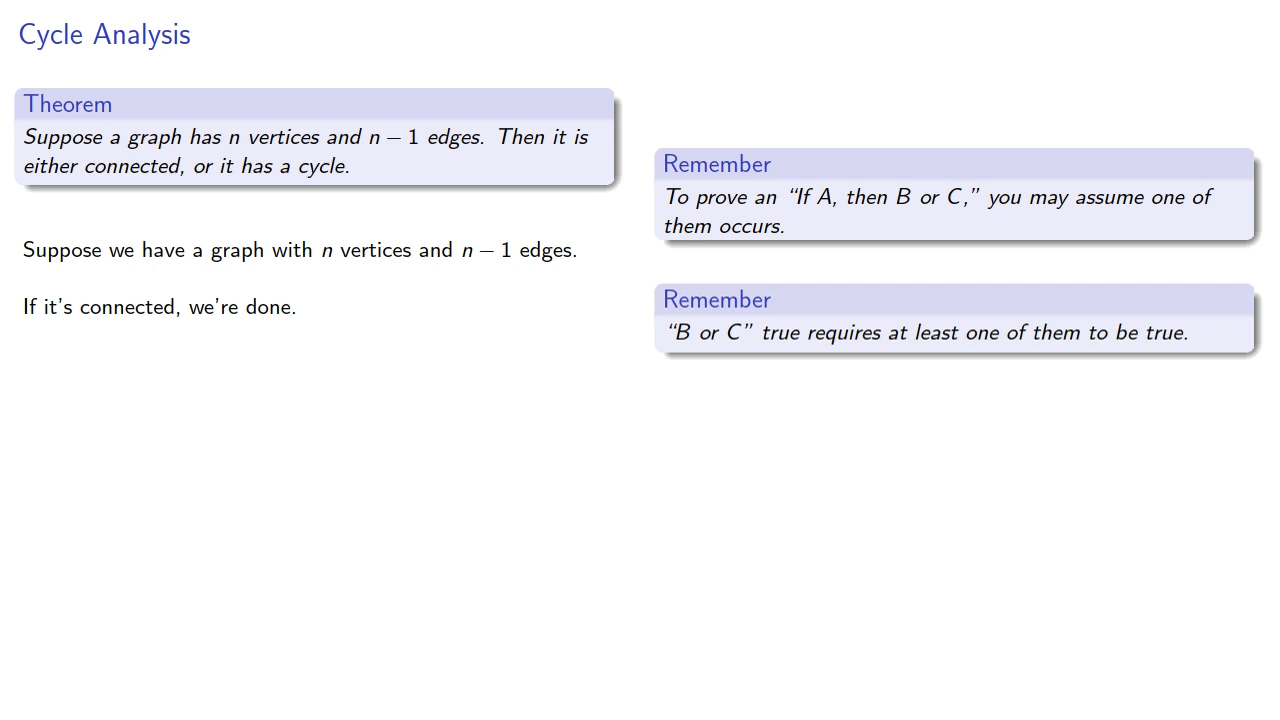 Cycle Analysis
Theorem
Suppose a graph has n vertices and n − 1 edges. Then it is
either connected, or it has a cycle.
Suppose we have a graph with n vertices and n − 1 edges.
If it’s connected, we’re done.
Remember
To prove an “If A, then B or C,” you may assume one of
them occurs.
Remember
“B or C” true requires at least one of them to be true.